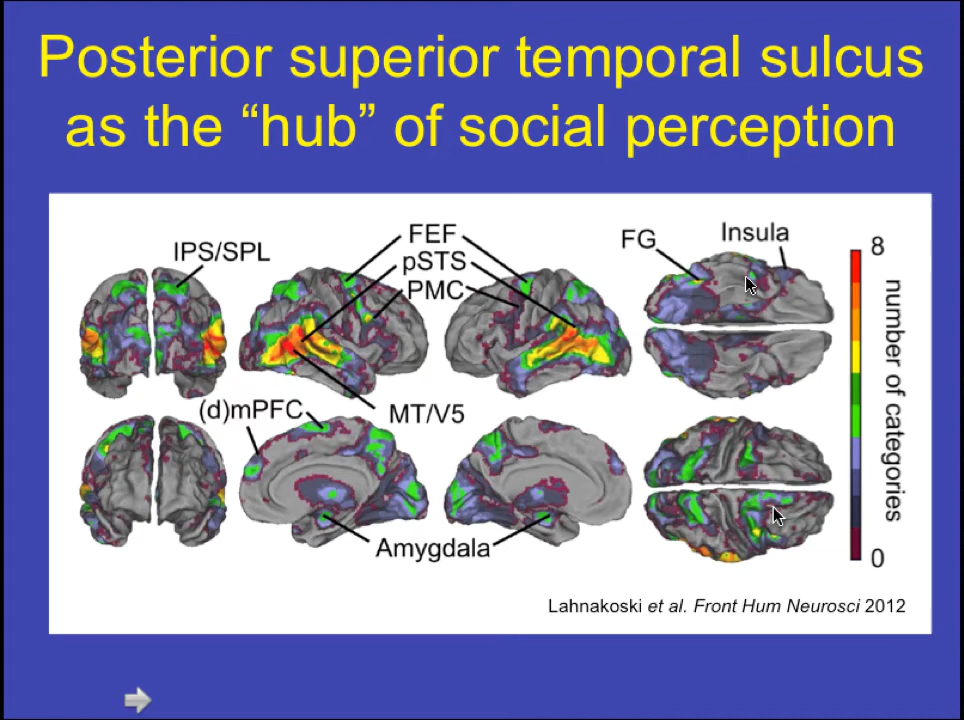 Posterior superior temporal sulcus
as the “hub” of social perception
IPS/SPL
FEF
pSTS
PMC
FG
Insula
8
number of categories
0
(d)mPFC
MT/V5
Amygdala
Lahnakoski et al. Front Hum Neurosci 2012